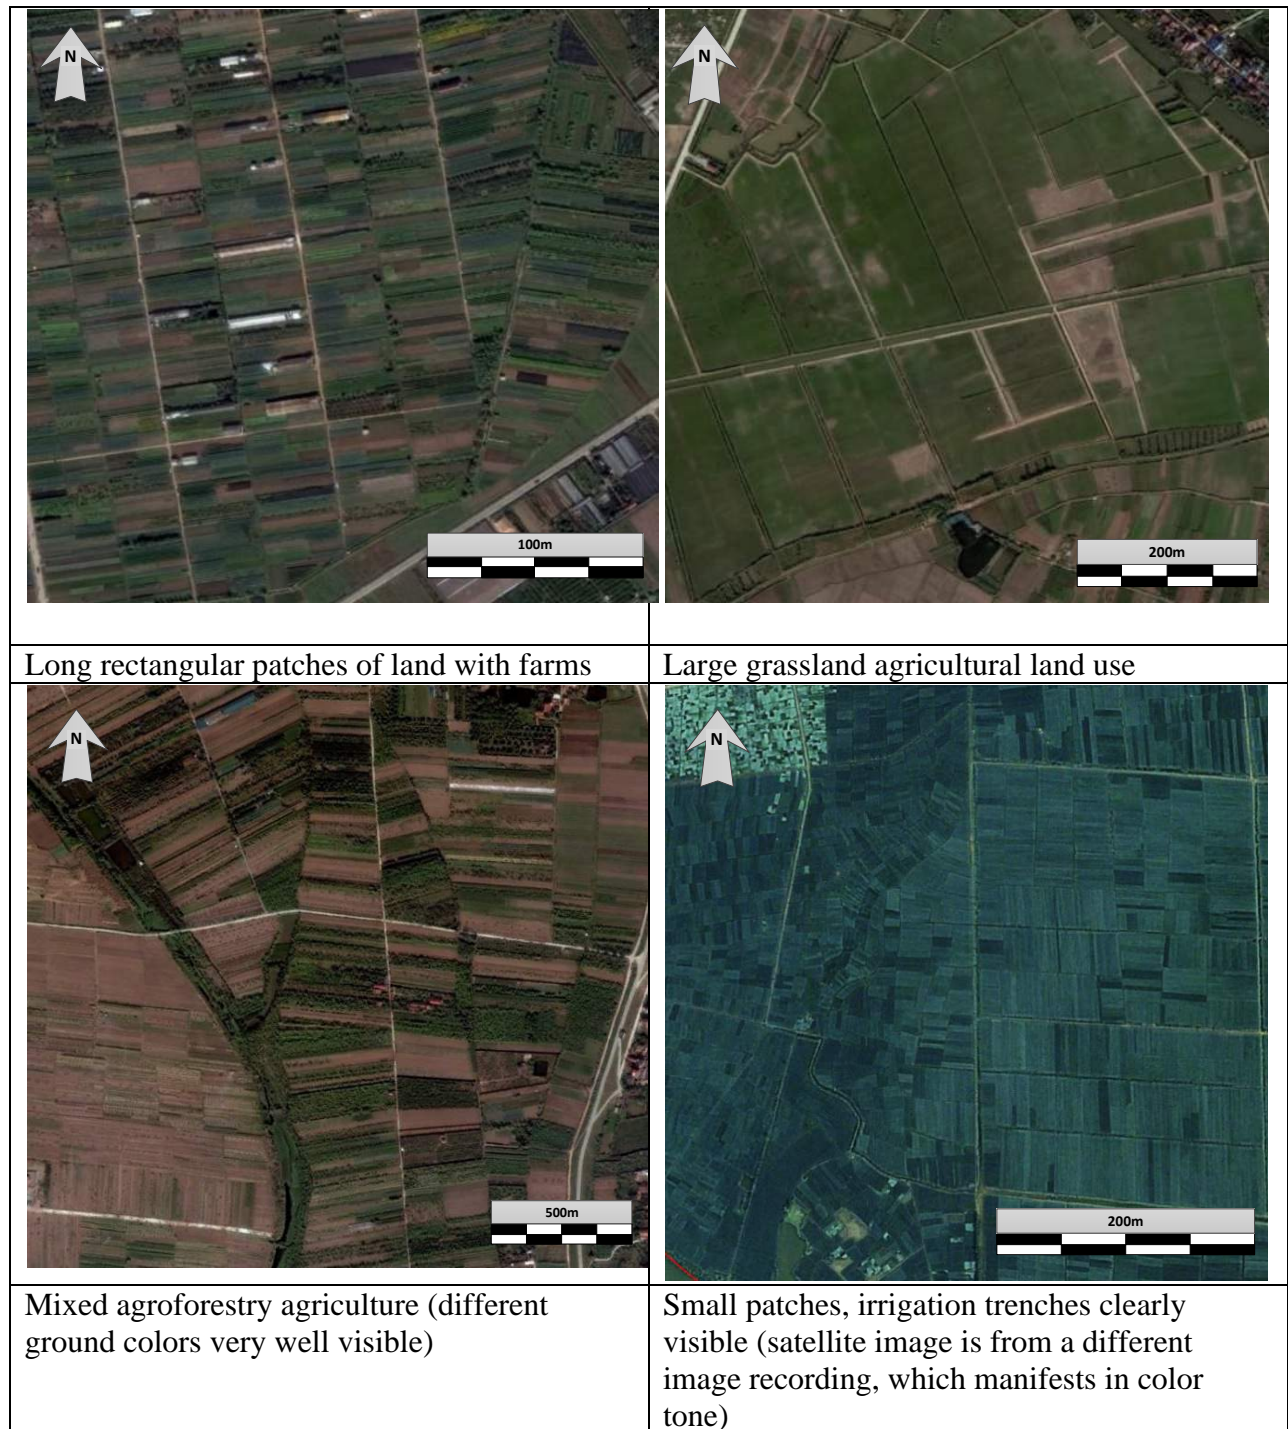 N
N
100m
200m
Long rectangular patches of land with farms
Large grassland agricultural land use
N
N
500m
200m
Mixed agroforestry agriculture (different
ground colors very well visible)
Small patches, irrigation trenches clearly
visible (satellite image is from a different
image recording, which manifests in color
tone)